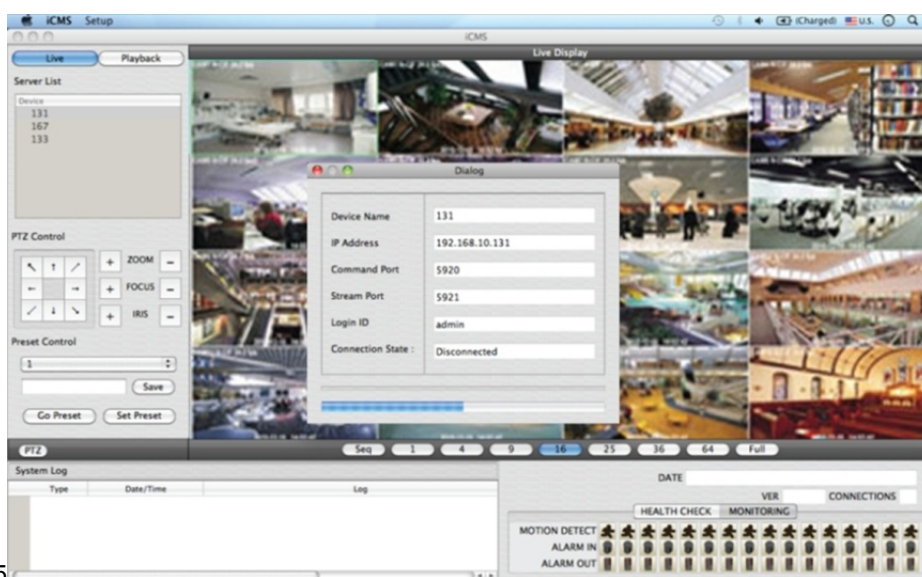 iCMS Setup (Charged) U.S.
iCMS
Live Playback
Live Display
Server List
Device
131
167
133
PTZ Control
+ ZOOM -
+ FOCUS -
+ IRIS -
Preset Control
1
Save
Go Preset Set Preset
Dialog
Device Name 131
IP Address 192.168.10.131
Command Port 5920
Stream Port 5921
Login ID admin
Connection State : Disconnected
PTZ Seq 1 4 9 16 25 36 64 Full
System Log
Type Date/Time Log
DATE
VER CONNECTIONS
HEALTH CHECK MONITORING
MOTION DETECT
ALARM IN
ALARM OUT
5